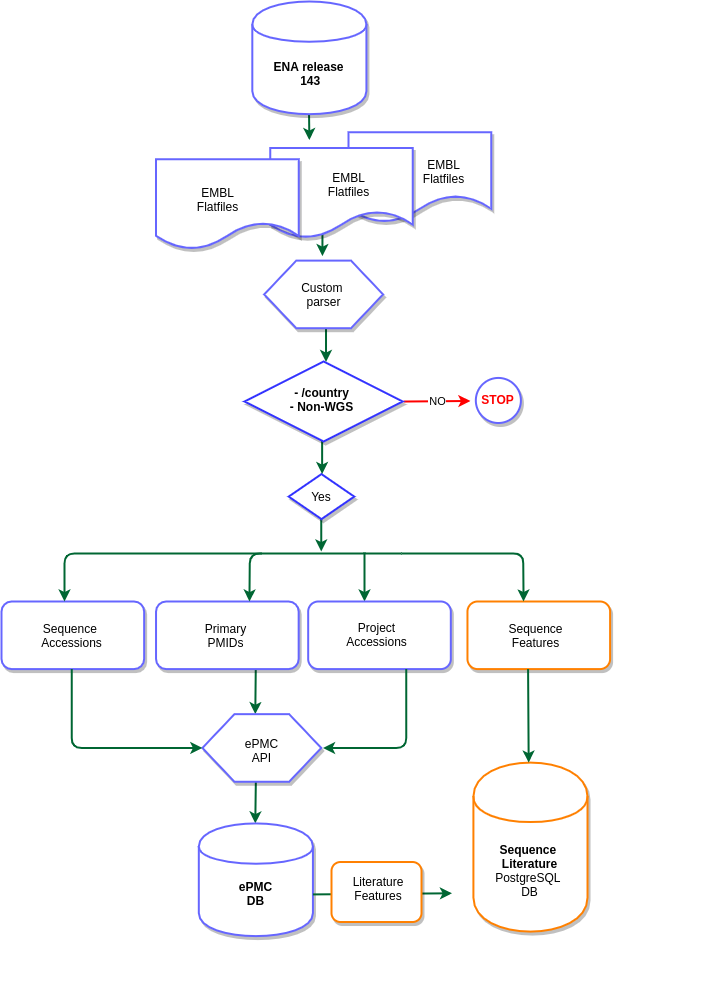 ENA release
143
EMBL
Flatfiles
EMBL
Flatfiles
EMBL
Flatfiles
Custom
parser
- /country
- Non-WGS
NO
STOP
Yes
Sequence
Accessions
Primary
PMIDs
Project
Accessions
Sequence
Features
ePMC
API
Sequence
Literature
PostgreSQL
DB
ePMC
DB
Literature
Features